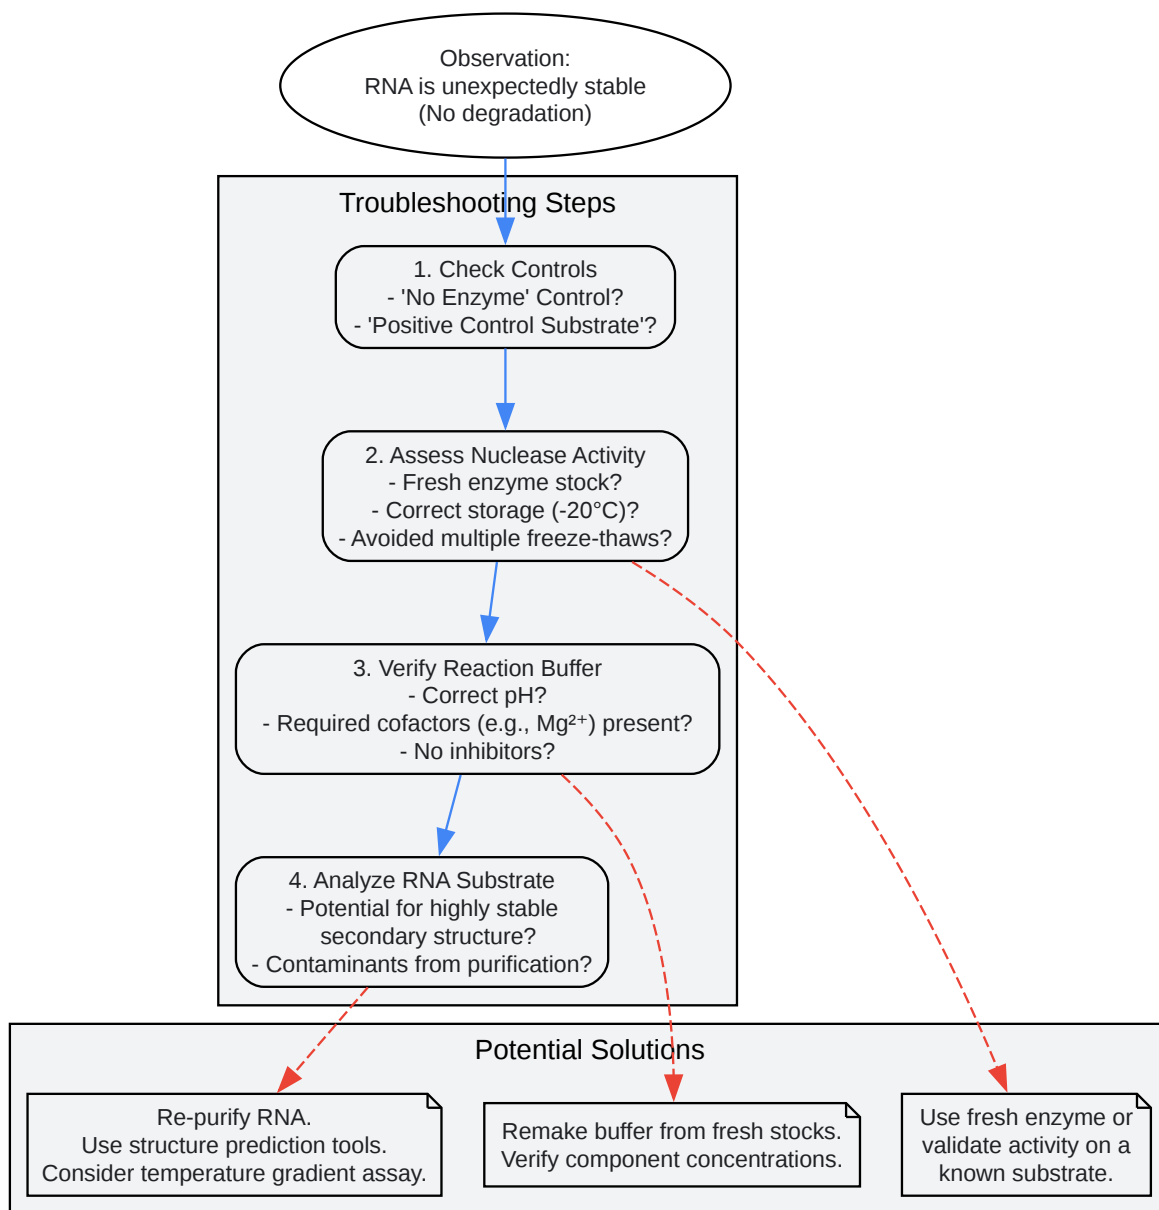 Observation:
RNA is unexpectedly stable
(No degradation)
Troubleshooting Steps
1. Check Controls
- 'No Enzyme' Control?
- 'Positive Control Substrate'?
2. Assess Nuclease Activity
- Fresh enzyme stock?
- Correct storage (-20°C)?
- Avoided multiple freeze-thaws?
3. Verify Reaction Buffer
- Correct pH?
- Required cofactors (e.g., Mg²⁺) present?
- No inhibitors?
4. Analyze RNA Substrate
- Potential for highly stable
secondary structure?
- Contaminants from purification?
Potential Solutions
Re-purify RNA.
Use structure prediction tools.
Consider temperature gradient assay.
Remake buffer from fresh stocks.
Verify component concentrations.
Use fresh enzyme or
validate activity on a
known substrate.